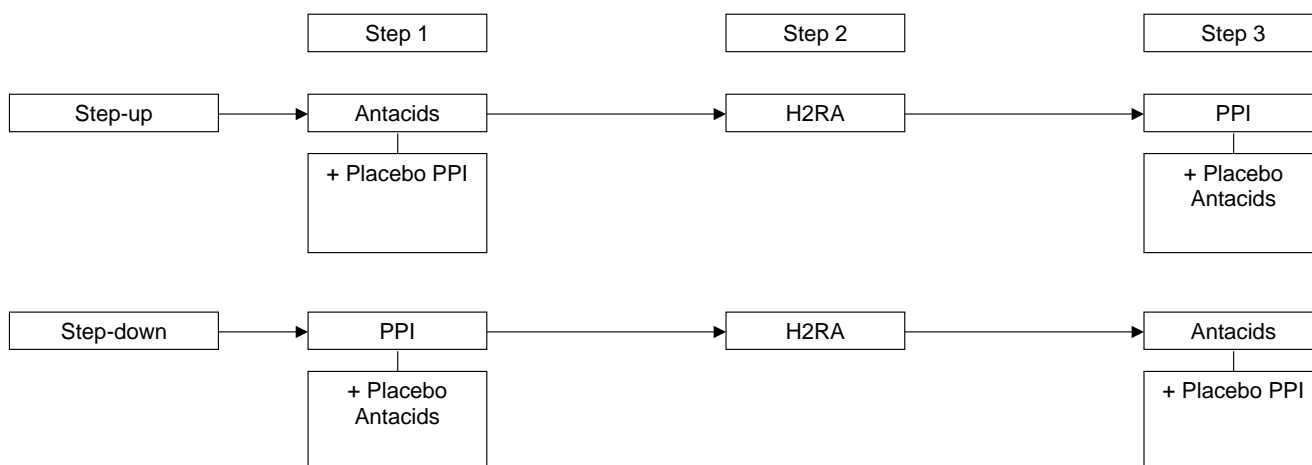 Step 1
Step 2
Step 3
Step-up
Antacids
H2RA
PPI
+ Placebo PPI
+ Placebo
Antacids
Step-down
PPI
H2RA
Antacids
+ Placebo
Antacids
+ Placebo PPI